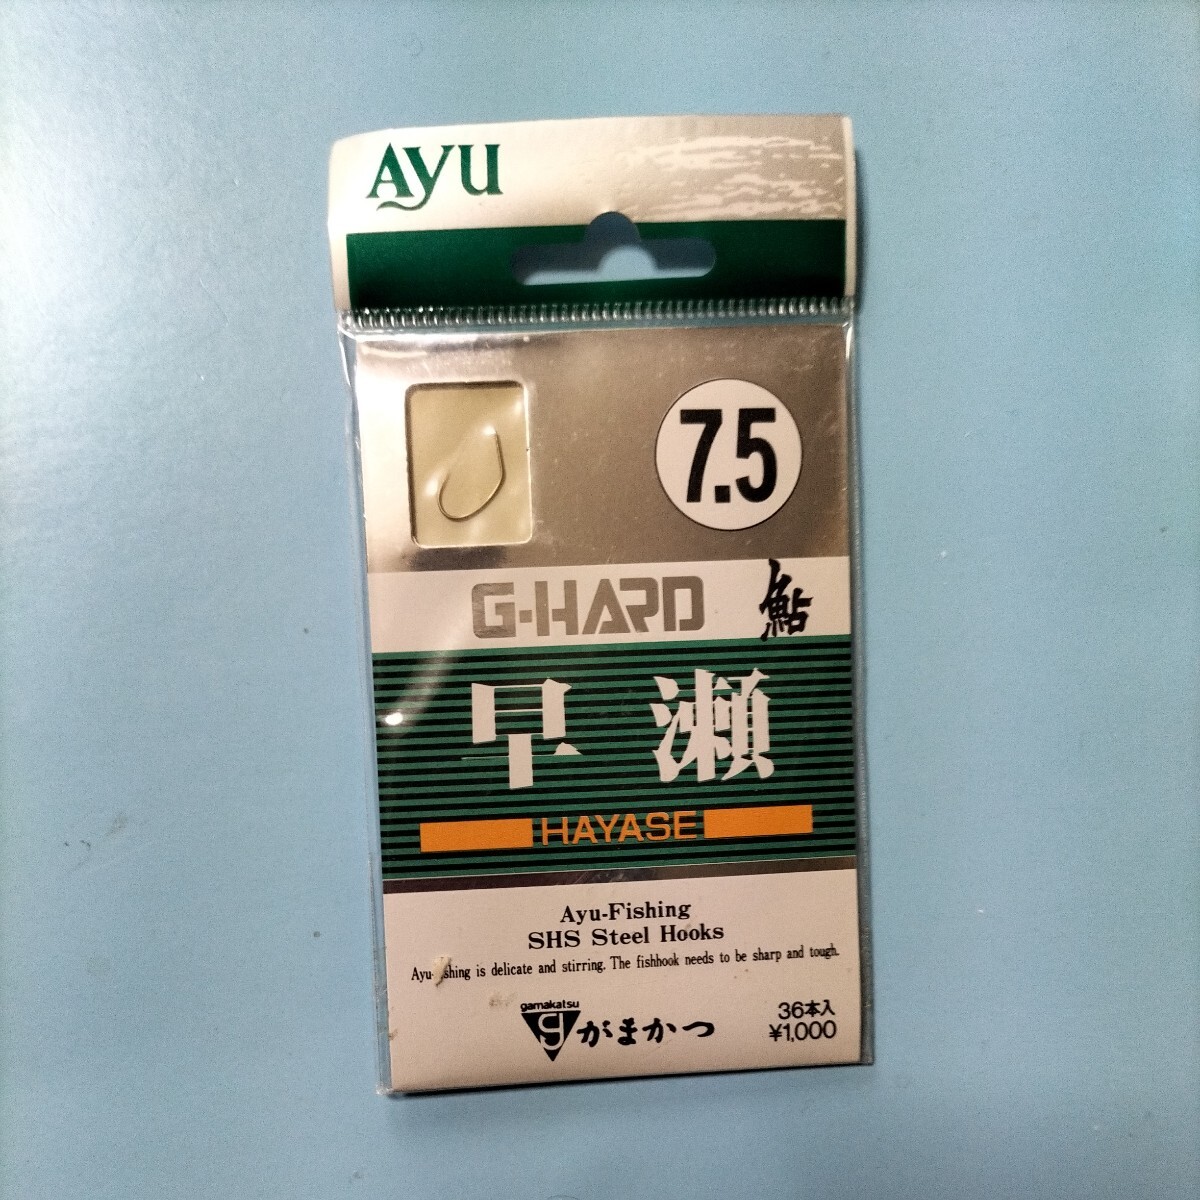 Ayu
7.5
G-HARD 鮎
早瀬
HAYASE
Ayu-Fishing
SHS Steel Hooks
Ayu- shing is delicate and stirring. The fishhook needs to be sharp and tough.
gamakatsu
g がまかつ
36本入
¥1,000